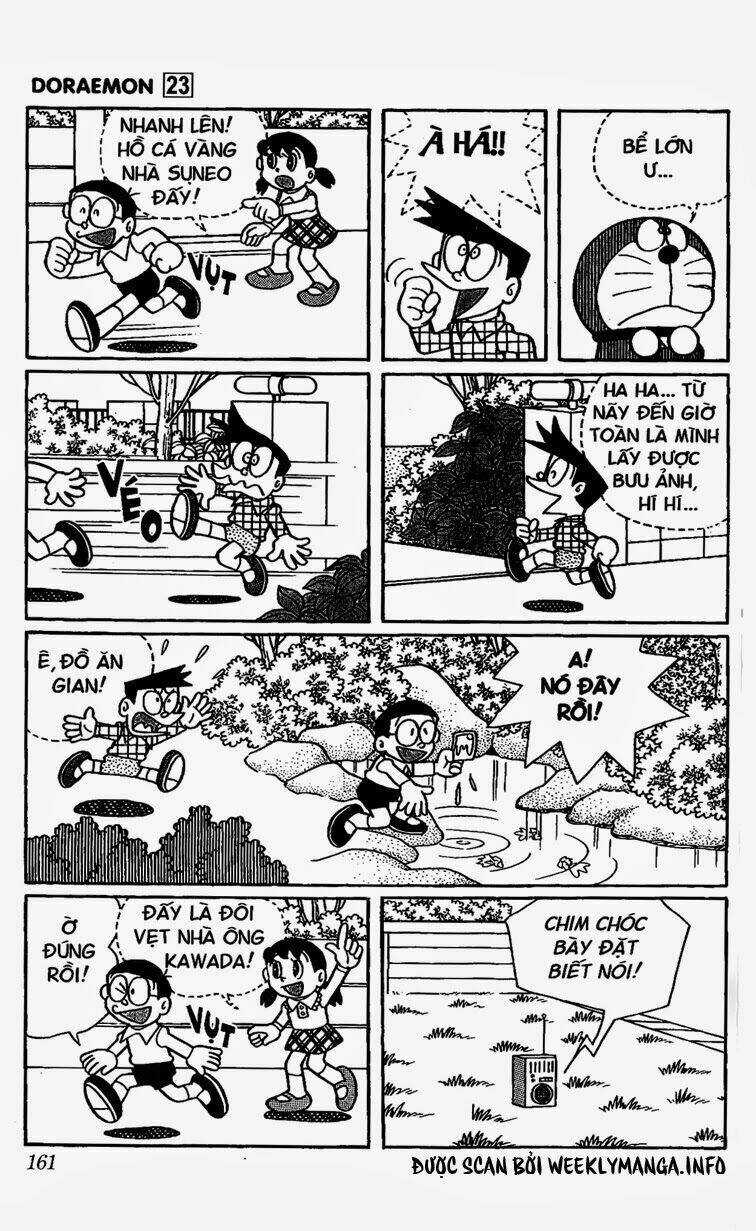 DORAEMON 23
BỂ LỚN
Ư...
À HÁ!!
NHANH LÊN!
HỒ CÁ VÀNG
NHÀ SUNEO
ĐẤY!
VỤT
HA HA... TỪ
NÃY ĐẾN GIỜ
TOÀN LÀ MÌNH
LẤY ĐƯỢC
BƯU ẢNH,
HÍ HÍ...
VÉO
A!
NÓ ĐÂY
RỒI!
Ê, ĐỒ ĂN
GIAN!
CHIM CHÓC
BÀY ĐẶT
BIẾT NÓI!
ĐẤY LÀ ĐÔI
VẸT NHÀ ÔNG
KAWADA!
Ờ
ĐÚNG
RỒI!
VỤT
161
ĐƯỢC SCAN BỞI WEEKLYMANGA.INFO